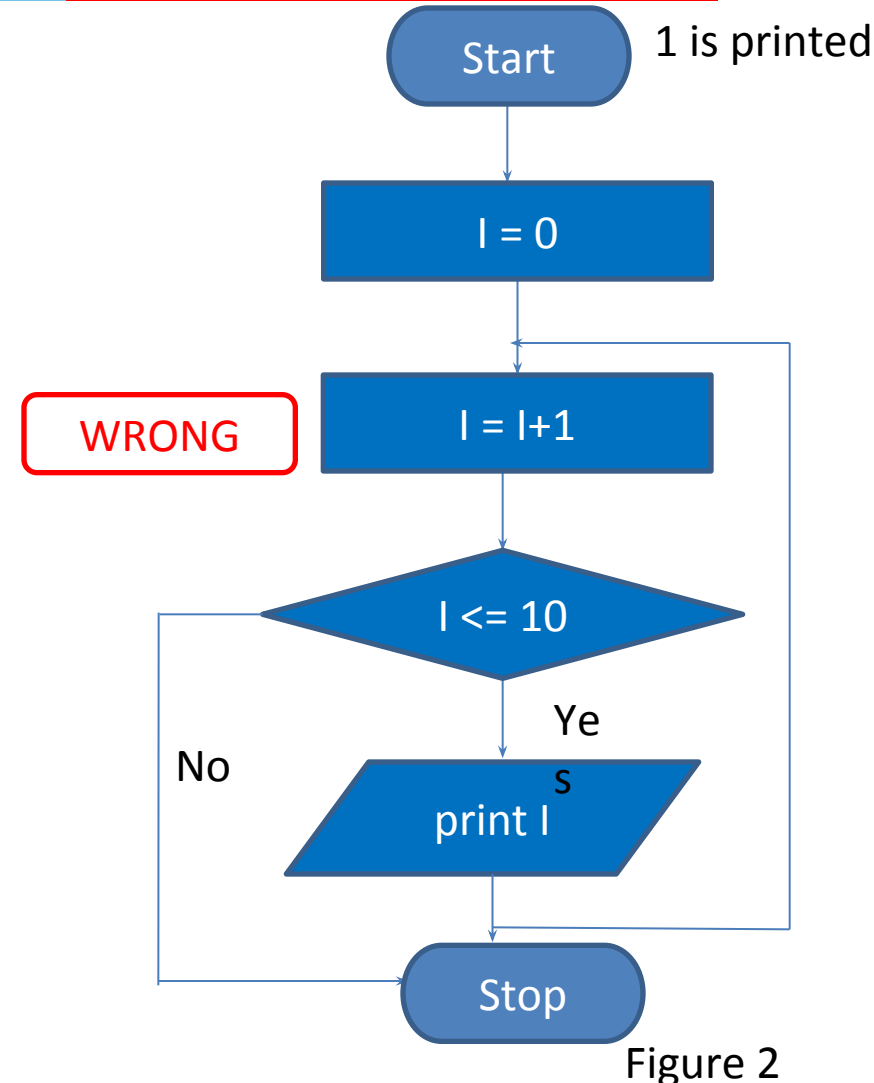 Start
1 is printed
I = 0
WRONG
I = I+1
I <= 10
Ye
s
No
print I
Stop
Figure 2